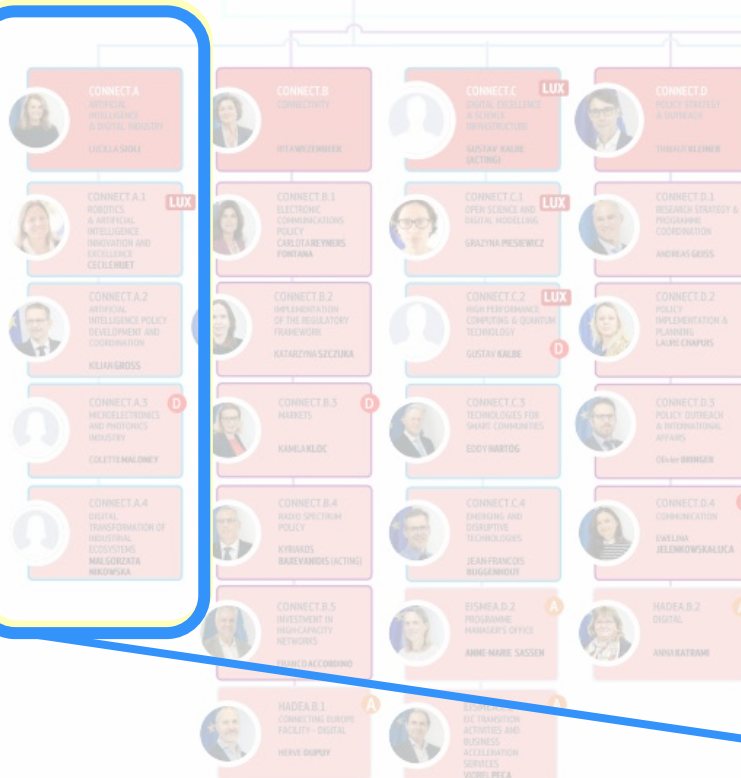 CONNECT.A
ARTIFICIAL
INTELLIGENCE
& DIGITAL INDUSTRY
LUCILLA SIOLI
CONNECT.A.1
LUX
ROBOTICS
& ARTIFICIAL
INTELLIGENCE
INNOVATION AND
EXCELLENCE
CECILE HUET
CONNECT.A.2
ARTIFICIAL
INTELLIGENCE POLICY
DEVELOPMENT AND
COORDINATION
KILIAN GROSS
CONNECT.A.3
D
MICROELECTRONICS
AND PHOTONICS
INDUSTRY
COLETTE MALONEY
CONNECT.A.4
DIGITAL
TRANSFORMATION OF
INDUSTRIAL
ECOSYSTEMS
MALGORZATA
NIKOWSKA
CONNECT.B
CONNECTIVITY
RITA WEZENBEEK
CONNECT.B.1
ELECTRONIC
COMMUNICATIONS
POLICY
CARLOTA REYNERS
FONTANA
CONNECT.B.2
IMPLEMENTATION
OF THE REGULATORY
FRAMEWORK
KATARZYNA SZCZUKA
CONNECT.B.3
D
MARKETS
KAMILA KLOC
CONNECT.B.4
RADIO SPECTRUM
POLICY
KYRIAKOS
BAXEVANIDIS (ACTING)
CONNECT.B.5
INVESTMENT IN
HIGH-CAPACITY
NETWORKS
FRANCO ACCORDINO
HADEA.B.1
A
CONNECTING EUROPE
FACILITY - DIGITAL
HERVE DUPUY
CONNECT.C
LUX
DIGITAL EXCELLENCE
& SCIENCE
INFRASTRUCTURE
GUSTAV KALBE
(ACTING)
CONNECT.C.1
LUX
OPEN SCIENCE AND
DIGITAL MODELLING
GRAZYNA PIESIEWICZ
CONNECT.C.2
LUX
HIGH PERFORMANCE
COMPUTING & QUANTUM
TECHNOLOGY
GUSTAV KALBE
D
CONNECT.C.3
TECHNOLOGIES FOR
SMART COMMUNITIES
EDDY HARTOG
CONNECT.C.4
EMERGING AND
DISRUPTIVE
TECHNOLOGIES
JEAN-FRANCOIS
BUGGENHOUT
EISMEA.D.2
A
PROGRAMME
MANAGER'S OFFICE
ANNE-MARIE SASSEN
A
EIC TRANSITION
ACTIVITIES AND
BUSINESS
ACCELERATION
SERVICES
VIOREL PECA
CONNECT.D
POLICY STRATEGY
& OUTREACH
THIBAUT KLEINER
CONNECT.D.1
RESEARCH STRATEGY &
PROGRAMME
COORDINATION
ANDREAS GEISS
CONNECT.D.2
POLICY
IMPLEMENTATION &
PLANNING
LAURE CHAPUIS
CONNECT.D.3
POLICY OUTREACH
& INTERNATIONAL
AFFAIRS
Olivier BRINGER
CONNECT.D.4
COMMUNICATION
EWELINA
JELENKOWSKA LUCA
HADEA.B.2
DIGITAL
ANNA KATRAMI